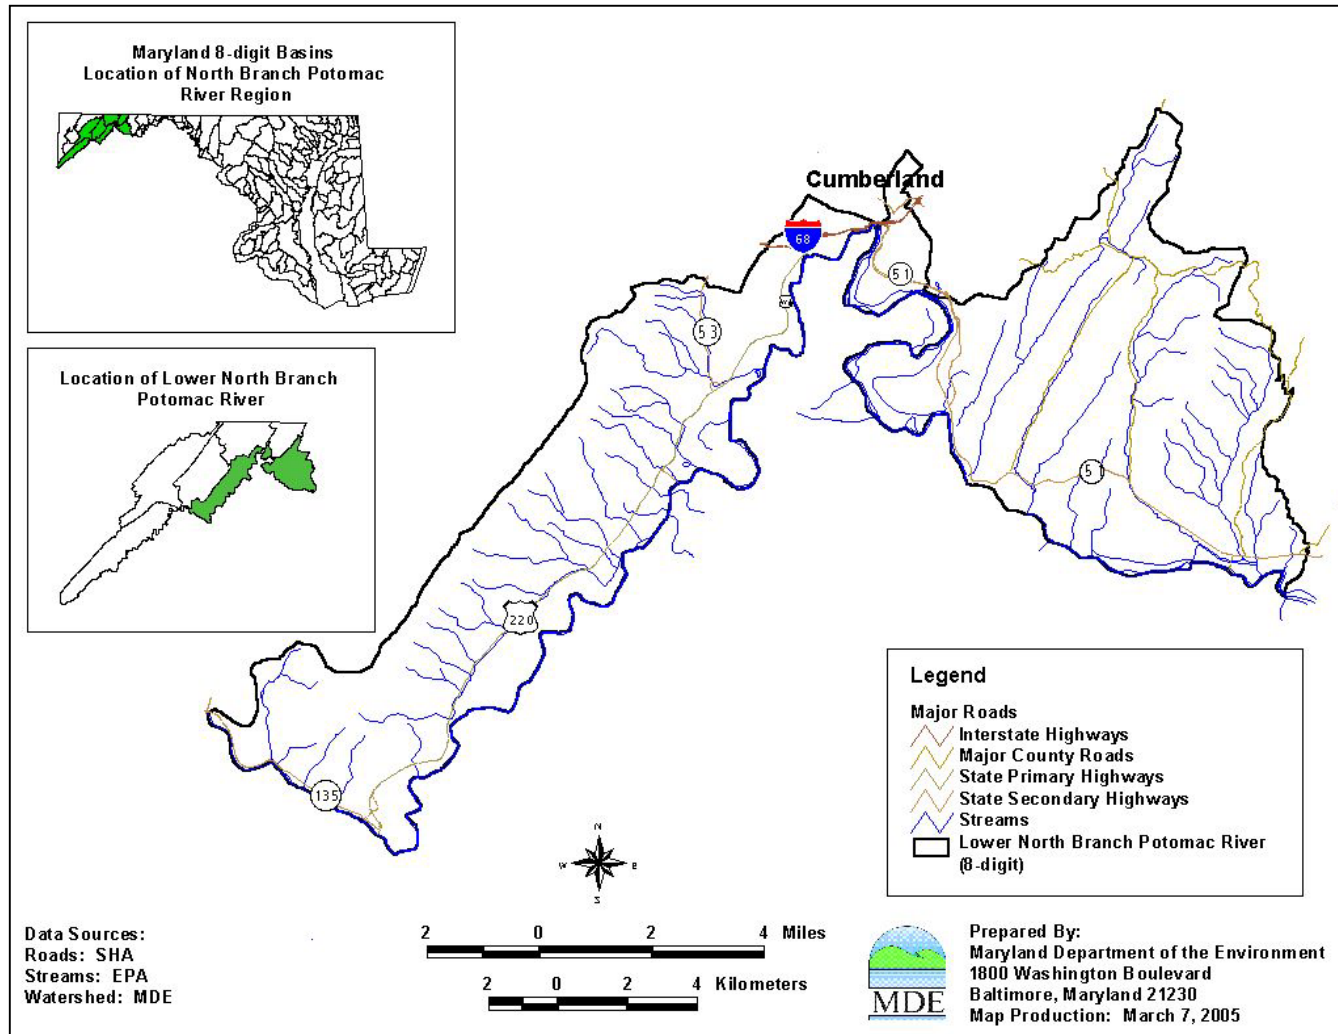 Maryland 8-digit Basins
Location of North Branch Potomac
River Region
Location of Lower North Branch
Potomac River
Cumberland
68
51
53
220
51
135
Legend
Major Roads
Interstate Highways
Major County Roads
State Primary Highways
State Secondary Highways
Streams
Lower North Branch Potomac River
(8-digit)
N
W
E
S
2 0 2 4 Miles
2 0 2 4 Kilometers
Data Sources:
Roads: SHA
Streams: EPA
Watershed: MDE
MDE
Prepared By:
Maryland Department of the Environment
1800 Washington Boulevard
Baltimore, Maryland 21230
Map Production: March 7, 2005